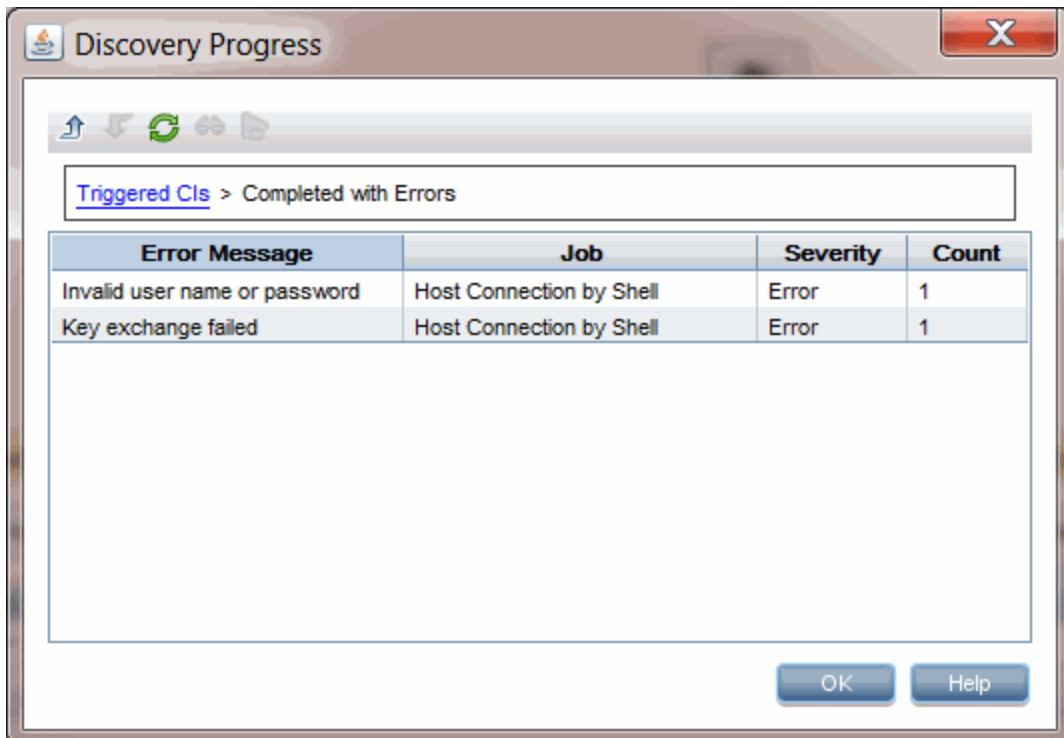 Discovery Progress
Triggered CIs > Completed with Errors
Error Message Job Severity Count
Invalid user name or password Host Connection by Shell Error 1
Key exchange failed Host Connection by Shell Error 1
OK Help